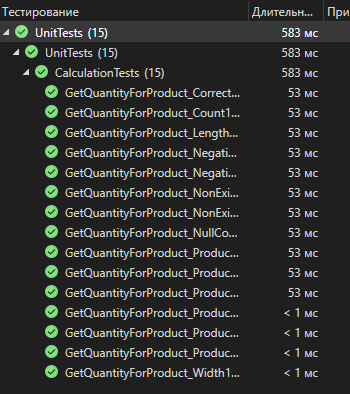 Тестирование Длительн... При
UnitTests (15) 583 мс
UnitTests (15) 583 мс
CalculationTests (15) 583 мс
GetQuantityForProduct_Correct... 53 мс
GetQuantityForProduct_Count1... 53 мс
GetQuantityForProduct_Length... 53 мс
GetQuantityForProduct_Negati... 53 мс
GetQuantityForProduct_Negati... 53 мс
GetQuantityForProduct_NonExi... 53 мс
GetQuantityForProduct_NonExi... 53 мс
GetQuantityForProduct_NullCo... 53 мс
GetQuantityForProduct_Produc... 53 мс
GetQuantityForProduct_Produc... 53 мс
GetQuantityForProduct_Produc... 53 мс
GetQuantityForProduct_Produc... < 1 мс
GetQuantityForProduct_Produc... < 1 мс
GetQuantityForProduct_Produc... < 1 мс
GetQuantityForProduct_Width1... < 1 мс